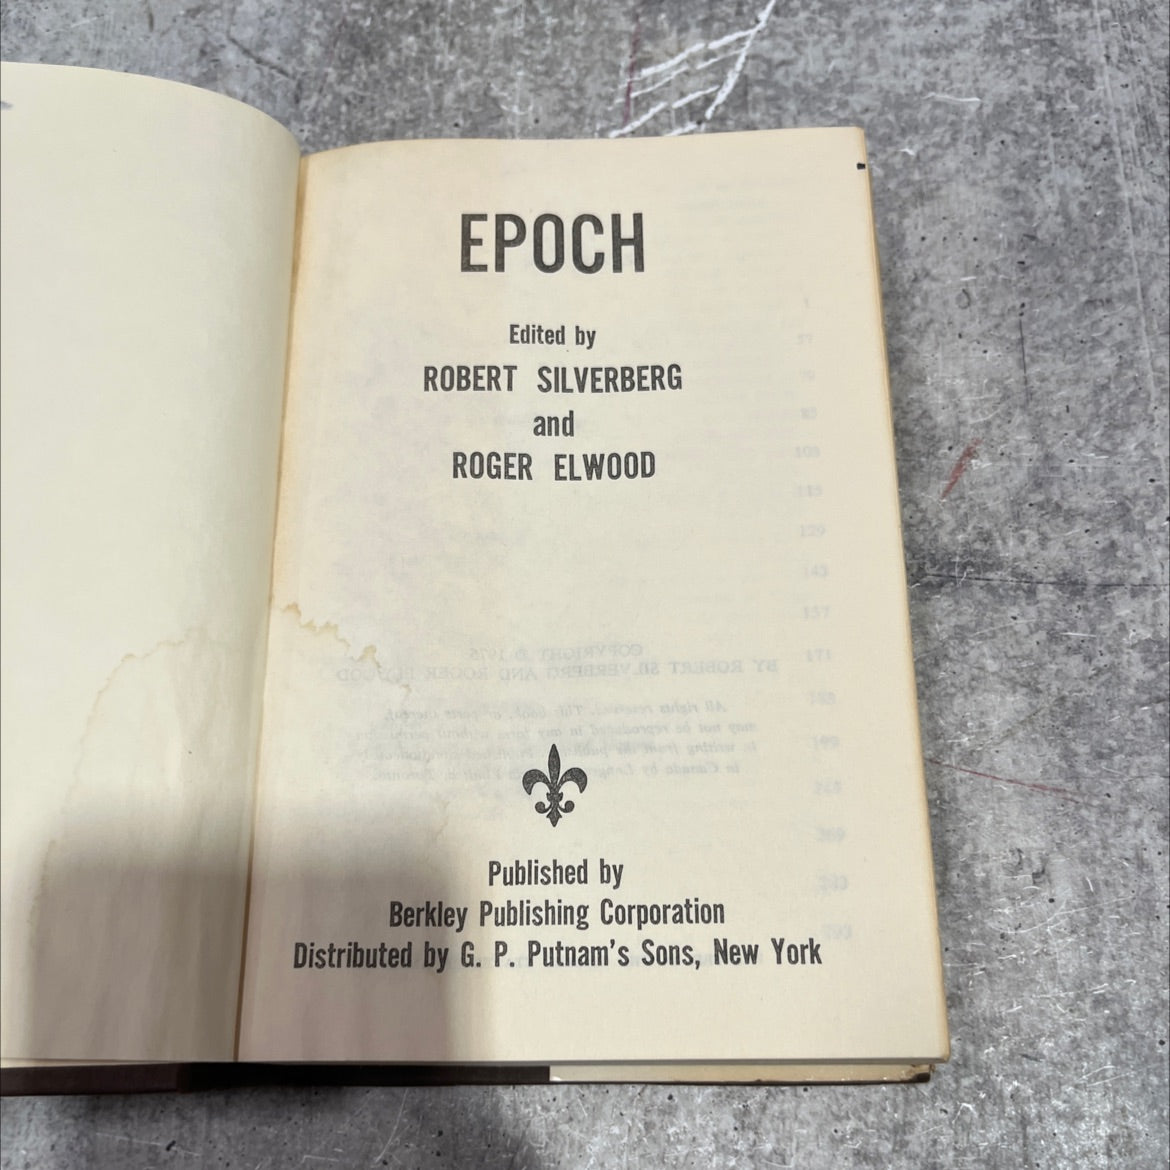 EPOCH
Edited by
ROBERT SILVERBERG
and
ROGER ELWOOD
Published by
Berkley Publishing Corporation
Distributed by G. P. Putnam's Sons, New York